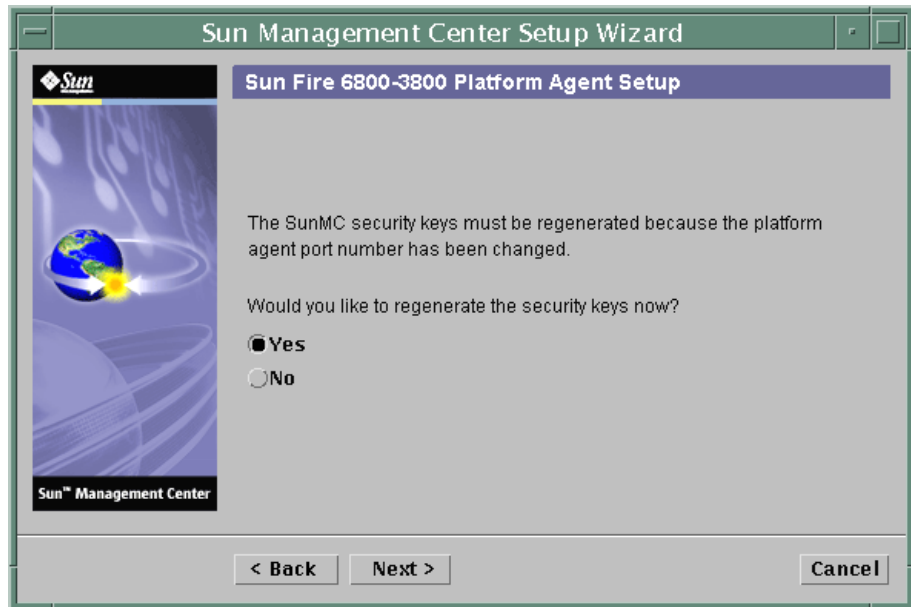 Sun Management Center Setup Wizard
Sun
Sun Fire 6800-3800 Platform Agent Setup
The SunMC security keys must be regenerated because the platform
agent port number has been changed.
Would you like to regenerate the security keys now?
Yes
No
Sun™ Management Center
< Back
Next >
Cancel